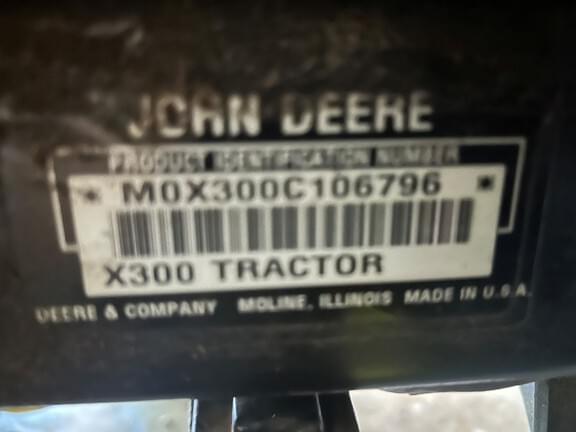 JOHN DEERE
PRODUCT IDENTIFICATION NUMBER
* M0X300C106796 *
X300 TRACTOR
DEERE & COMPANY MOLINE, ILLINOIS MADE IN U.S.A.